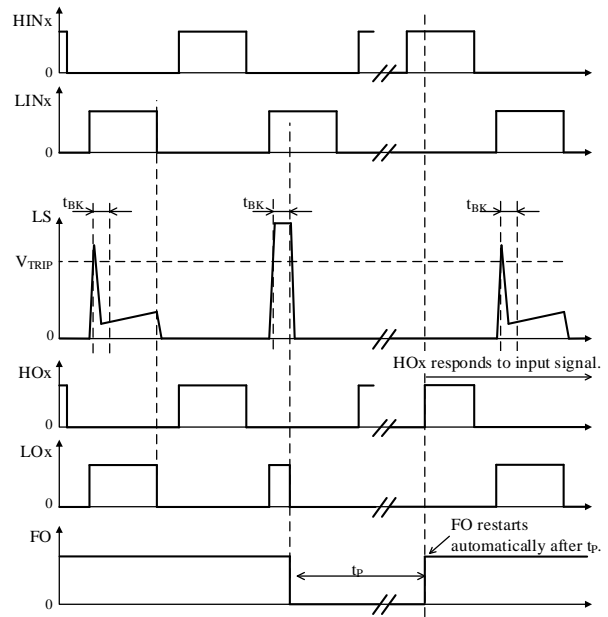 HINx
0
LINx
0
tBK
tBK
tBK
LS
VTRIP
0
HOx responds to input signal.
HOx
0
LOx
0
FO
FO restarts
automatically after tP.
tP
0